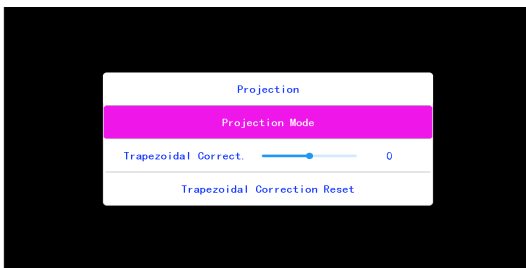 Projection
Projection Mode
Trapezoidal Correct. 0
Trapezoidal Correction Reset